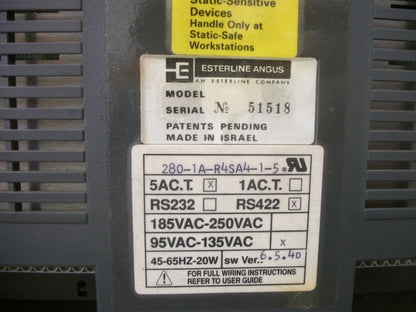 Static-Sensitive
Devices
Handle Only at
Static-Safe
Workstations
E ESTERLINE ANGUS
AN ESTERLINE COMPANY
MODEL
SERIAL № 51518
PATENTS PENDING
MADE IN ISRAEL
280-1A-R4SA4-1-5
5AC.T. x 1AC.T.
RS232 RS422 x
185VAC-250VAC
95VAC-135VAC x
45-65HZ-20W sw Ver.: 6.5.4D
FOR FULL WIRING INSTRUCTIONS
REFER TO USER GUIDE